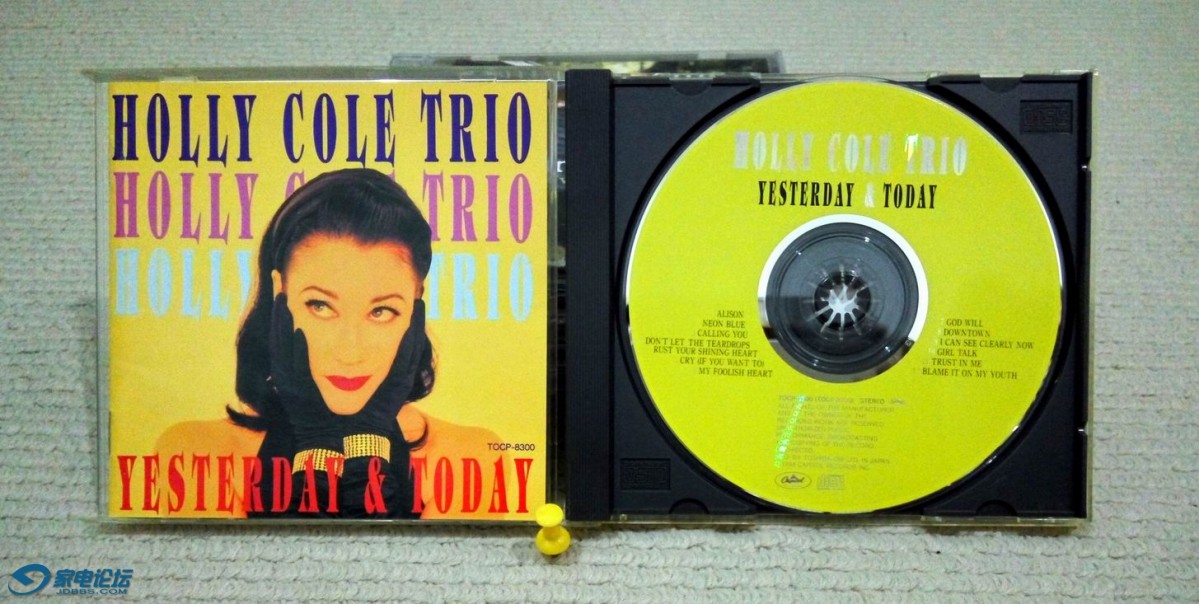 HOLLY COLE TRIO
HOLLY COLE TRIO
HOLLY TRIO
TOCP-8300
YESTERDAY & TODAY
HOLLY COLE TRIO
YESTERDAY & TODAY
ALISON
NEON BLUE
CALLING YOU
DON'T LET THE TEARDROPS
RUST YOUR SHINING HEART
CRY (IF YOU WANT TO)
MY FOOLISH HEART
GOD WILL
DOWNTOWN
I CAN SEE CLEARLY NOW
GIRL TALK
TRUST IN ME
BLAME IT ON MY YOUTH
STEREO
Capitol
家电论坛
JDBBS.COM